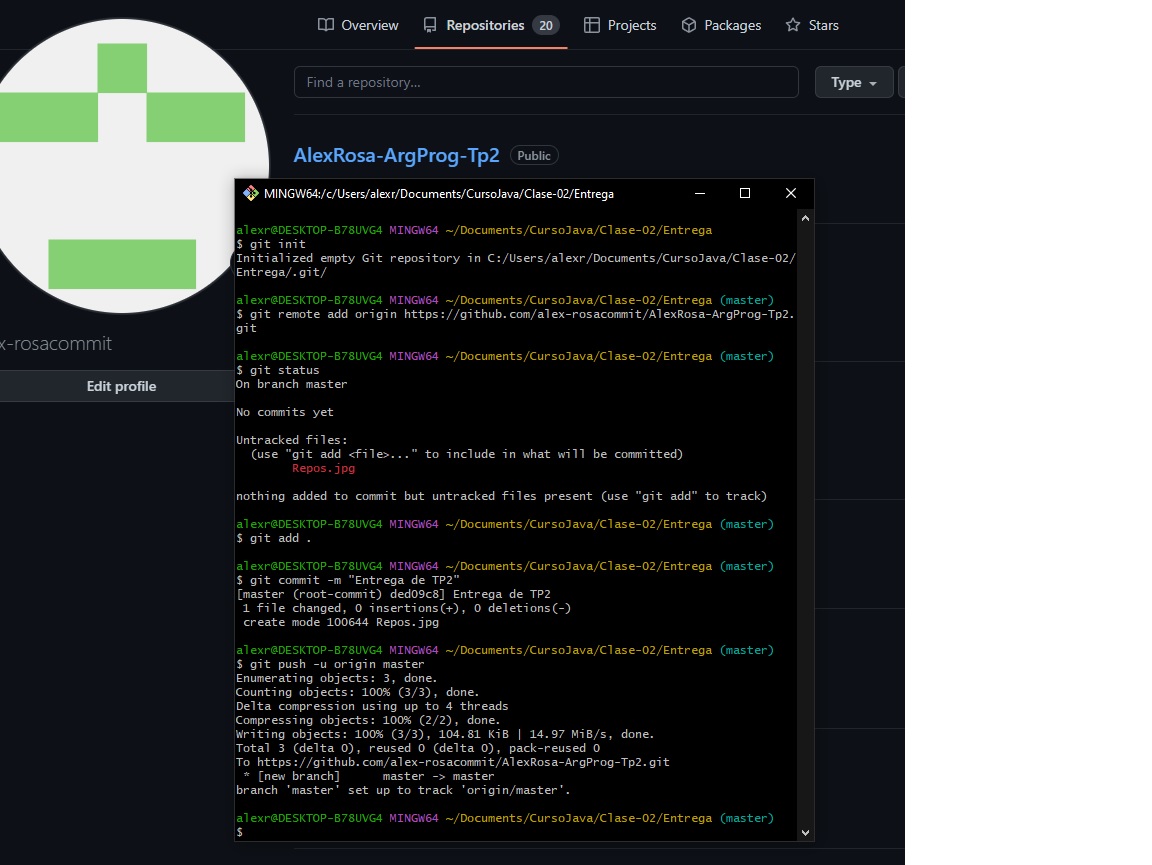 Overview Repositories 20 Projects Packages Stars
Find a repository... Type
AlexRosa-ArgProg-Tp2 Public
x-rosacommit
Edit profile
MINGW64:/c/Users/alexr/Documents/CursoJava/Clase-02/Entrega
alexr@DESKTOP-B78UVG4 MINGW64 ~/Documents/CursoJava/Clase-02/Entrega
$ git init
Initialized empty Git repository in C:/Users/alexr/Documents/CursoJava/Clase-02/
Entrega/.git/
alexr@DESKTOP-B78UVG4 MINGW64 ~/Documents/CursoJava/Clase-02/Entrega (master)
$ git remote add origin https://github.com/alex-rosacommit/AlexRosa-ArgProg-Tp2.
git
alexr@DESKTOP-B78UVG4 MINGW64 ~/Documents/CursoJava/Clase-02/Entrega (master)
$ git status
On branch master
No commits yet
Untracked files:
(use "git add <file>..." to include in what will be committed)
Repos.jpg
nothing added to commit but untracked files present (use "git add" to track)
alexr@DESKTOP-B78UVG4 MINGW64 ~/Documents/CursoJava/Clase-02/Entrega (master)
$ git add .
alexr@DESKTOP-B78UVG4 MINGW64 ~/Documents/CursoJava/Clase-02/Entrega (master)
$ git commit -m "Entrega de TP2"
[master (root-commit) ded09c8] Entrega de TP2
1 file changed, 0 insertions(+), 0 deletions(-)
create mode 100644 Repos.jpg
alexr@DESKTOP-B78UVG4 MINGW64 ~/Documents/CursoJava/Clase-02/Entrega (master)
$ git push -u origin master
Enumerating objects: 3, done.
Counting objects: 100% (3/3), done.
Delta compression using up to 4 threads
Compressing objects: 100% (2/2), done.
Writing objects: 100% (3/3), 104.81 KiB | 14.97 MiB/s, done.
Total 3 (delta 0), reused 0 (delta 0), pack-reused 0
To https://github.com/alex-rosacommit/AlexRosa-ArgProg-Tp2.git
* [new branch] master -> master
branch 'master' set up to track 'origin/master'.
alexr@DESKTOP-B78UVG4 MINGW64 ~/Documents/CursoJava/Clase-02/Entrega (master)
$